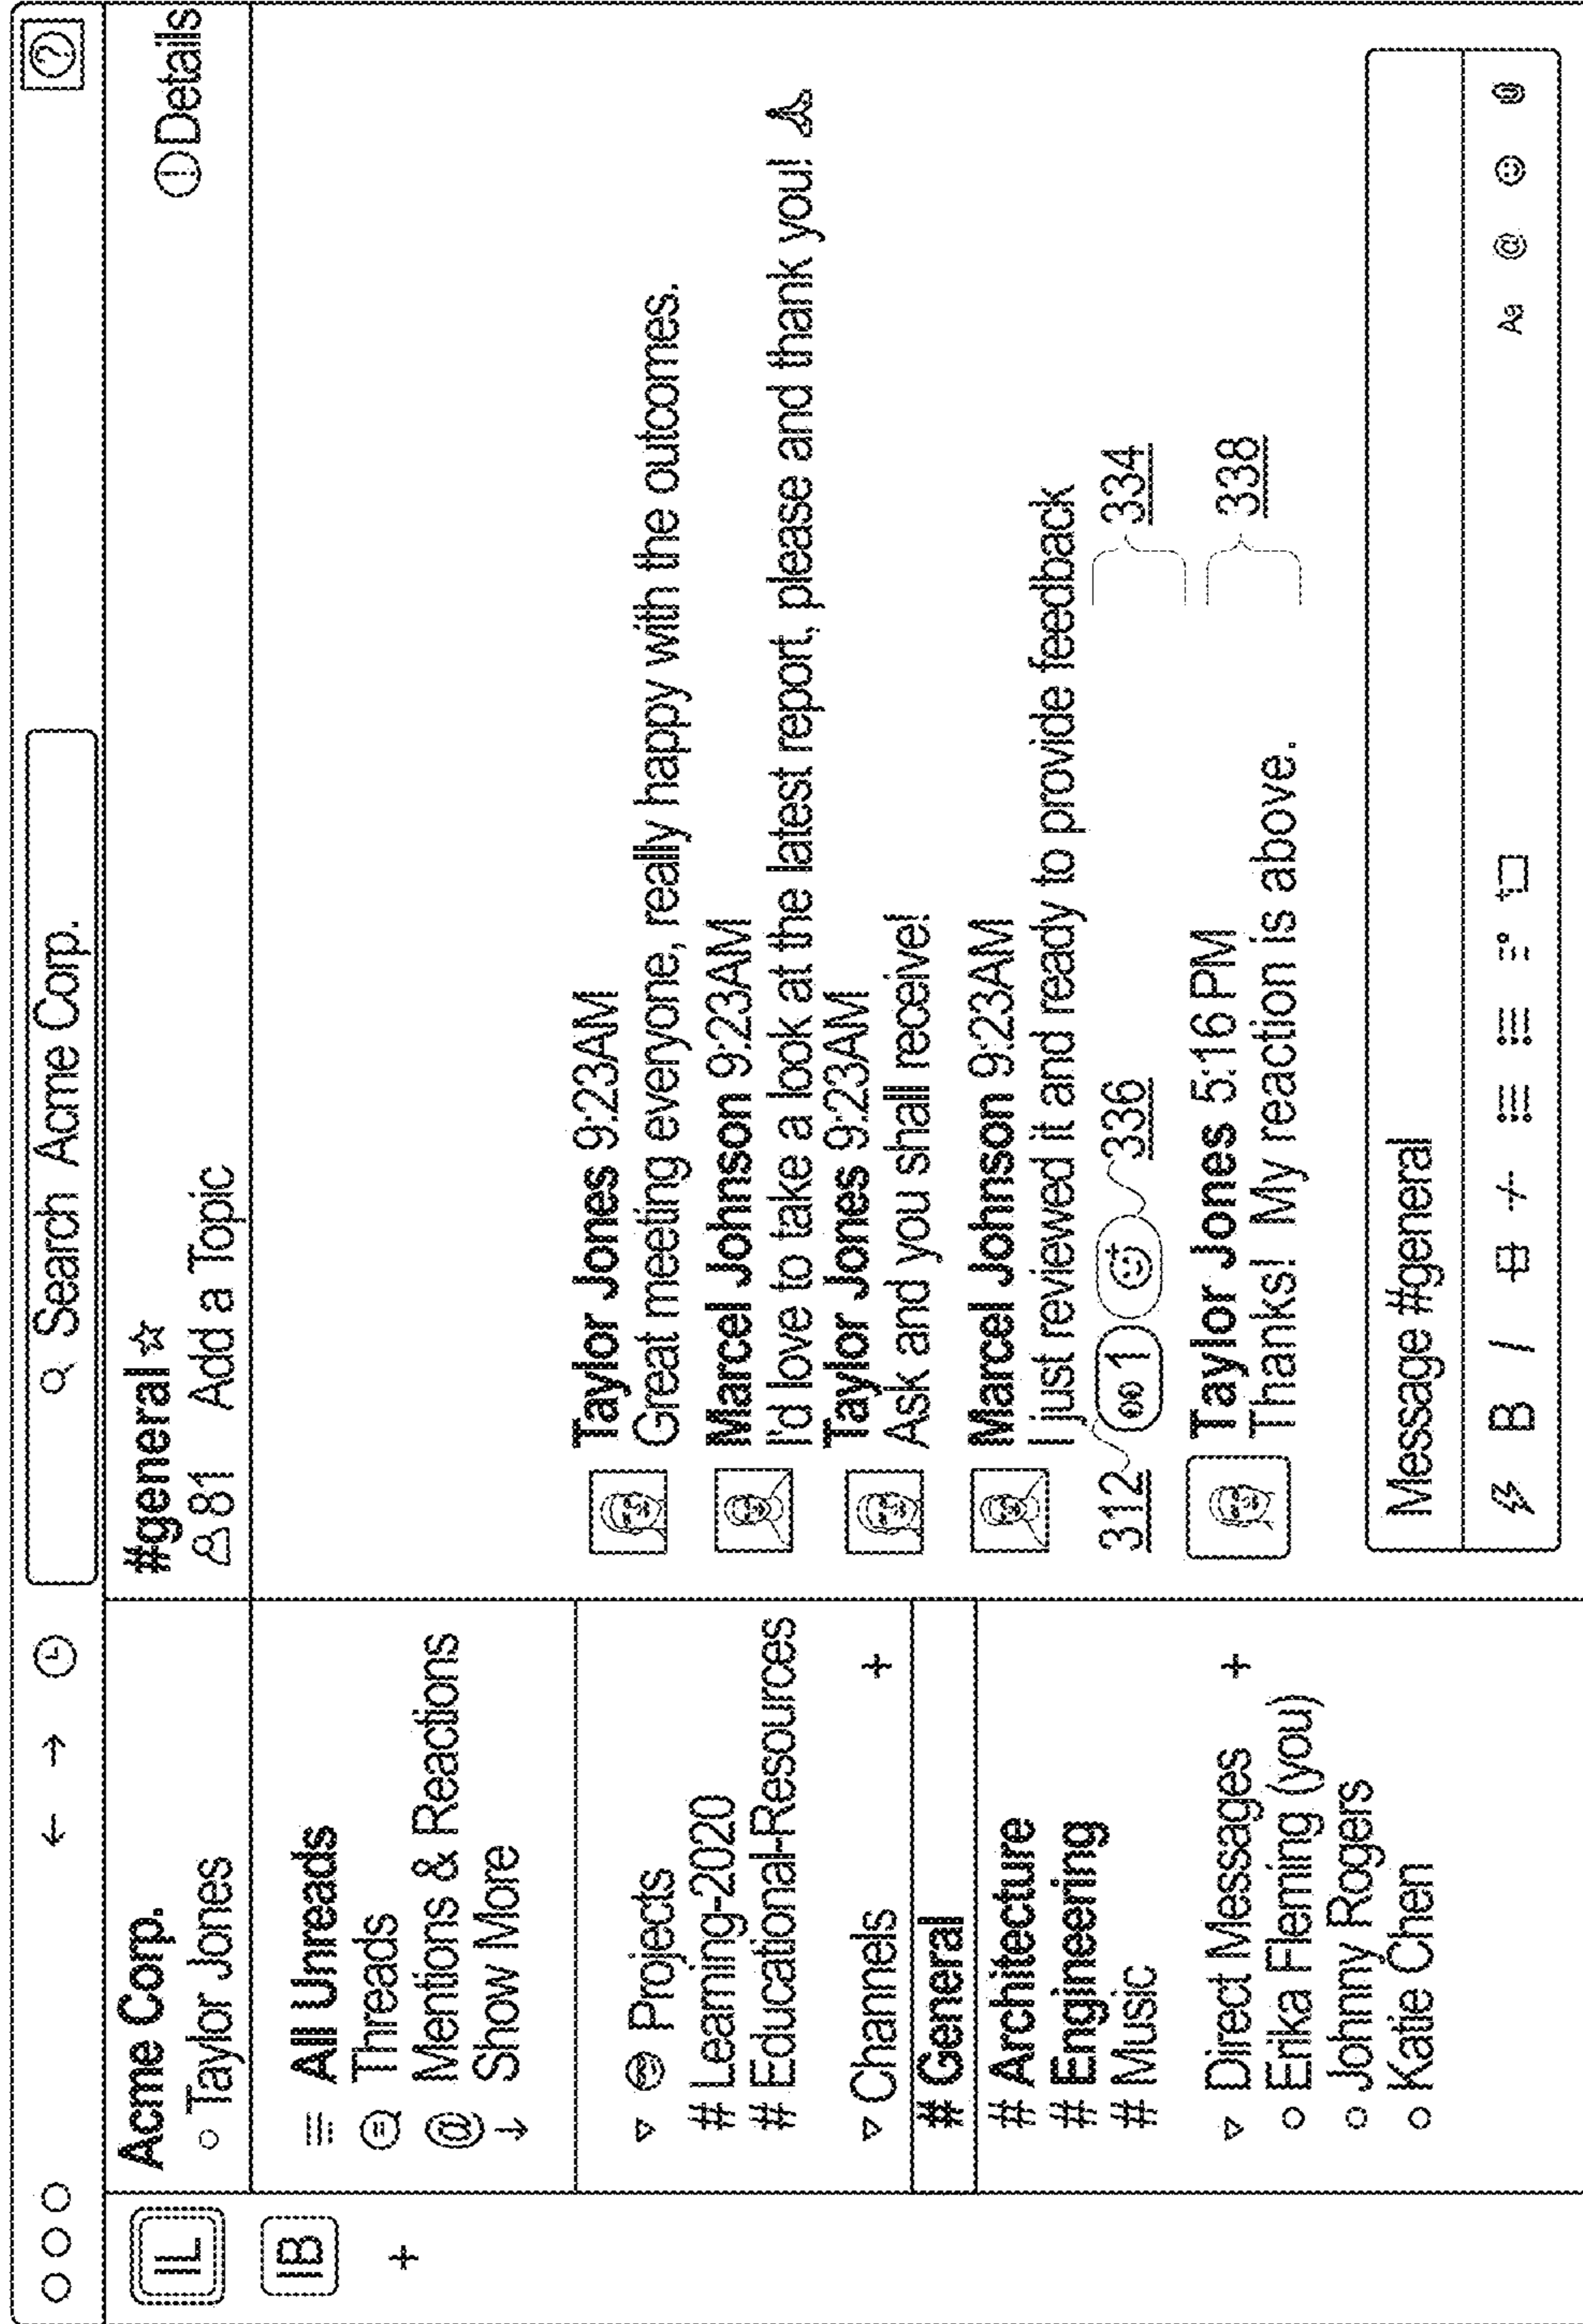 Search Acme Corp.
?
IL
IB
+
Acme Corp.
Taylor Jones
All Unreads
Threads
@ Mentions & Reactions
Show More
Projects
# Learning-2020
# Educational-Resources
Channels +
# General
# Architecture
# Engineering
# Music
Direct Messages +
Erika Fleming (you)
Johnny Rogers
Katie Chen
#general
81 Add a Topic
Details
Taylor Jones 9:23AM
Great meeting everyone, really happy with the outcomes.
Marcel Johnson 9:23AM
I'd love to take a look at the latest report, please and thank you!
Taylor Jones 9:23AM
Ask and you shall receive!
Marcel Johnson 9:23AM
I just reviewed it and ready to provide feedback
312 1 336 334
Taylor Jones 5:16 PM
Thanks! My reaction is above.
338
Message #general
B I Aa @